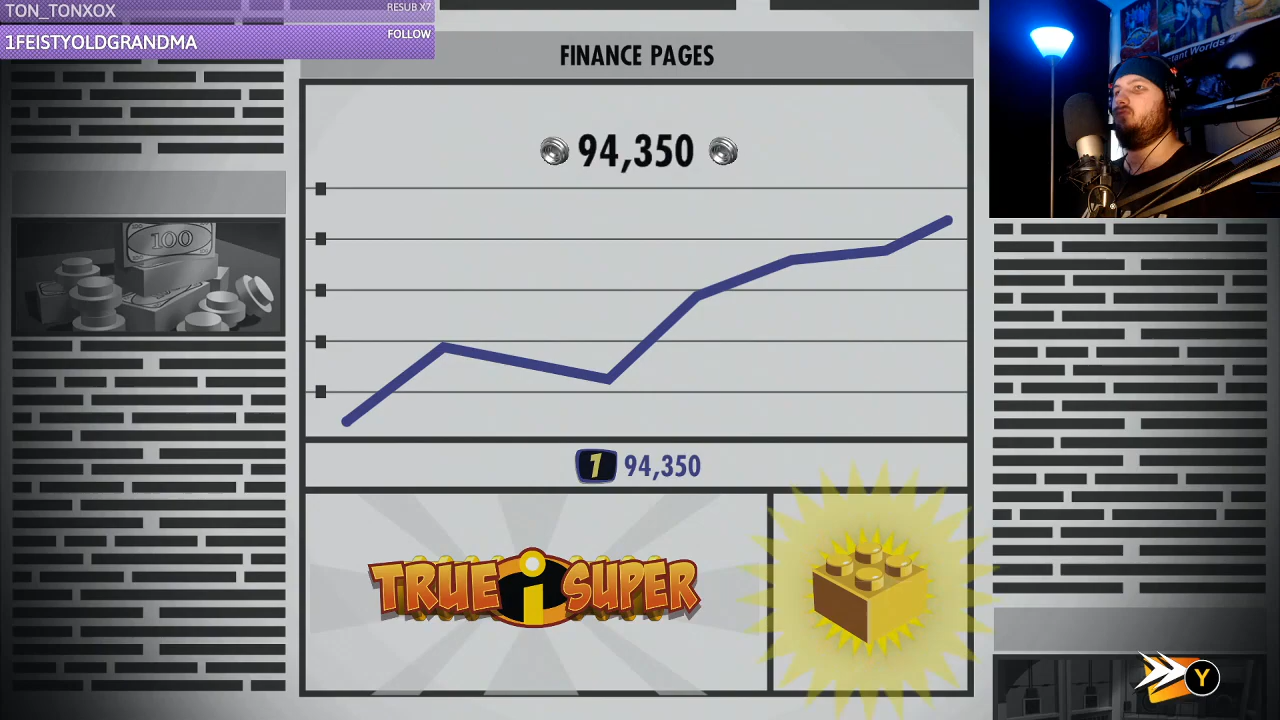 TON_TONXOX RESUB X7
1FEISTYOLDGRANDMA FOLLOW
FINANCE PAGES
94,350
100
1 94,350
TRUE i SUPER
Y